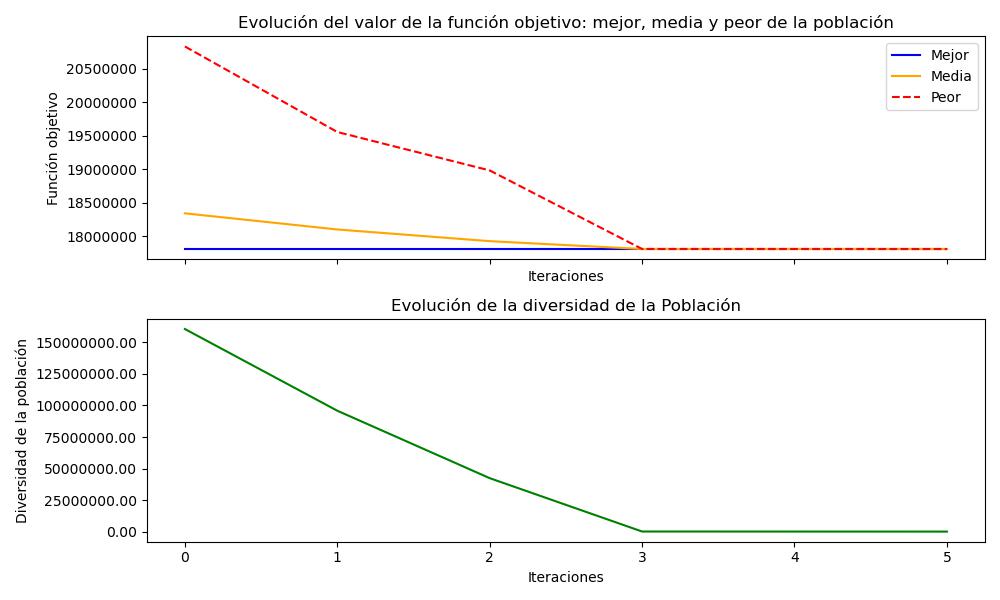 Evolución del valor de la función objetivo: mejor, media y peor de la población
Función objetivo
20500000
20000000
19500000
19000000
18500000
18000000
Mejor
Media
Peor
Iteraciones
Evolución de la diversidad de la Población
Diversidad de la población
150000000.00
125000000.00
100000000.00
75000000.00
50000000.00
25000000.00
0.00
0 1 2 3 4 5
Iteraciones